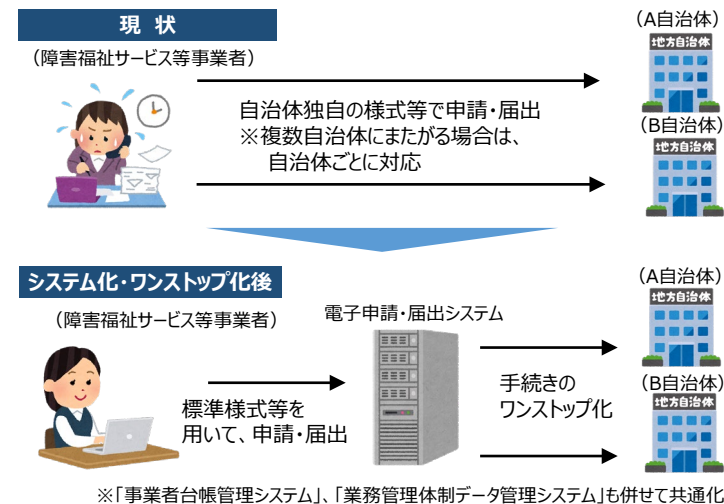 現 状
（障害福祉サービス等事業者）
自治体独自の様式等で申請・届出
※複数自治体にまたがる場合は、
自治体ごとに対応
（A自治体）
地方自治体
（B自治体）
地方自治体
システム化・ワンストップ化後
（障害福祉サービス等事業者）
標準様式等を
用いて、申請・届出
電子申請・届出システム
手続きの
ワンストップ化
（A自治体）
地方自治体
（B自治体）
地方自治体
※「事業者台帳管理システム」、「業務管理体制データ管理システム」も併せて共通化